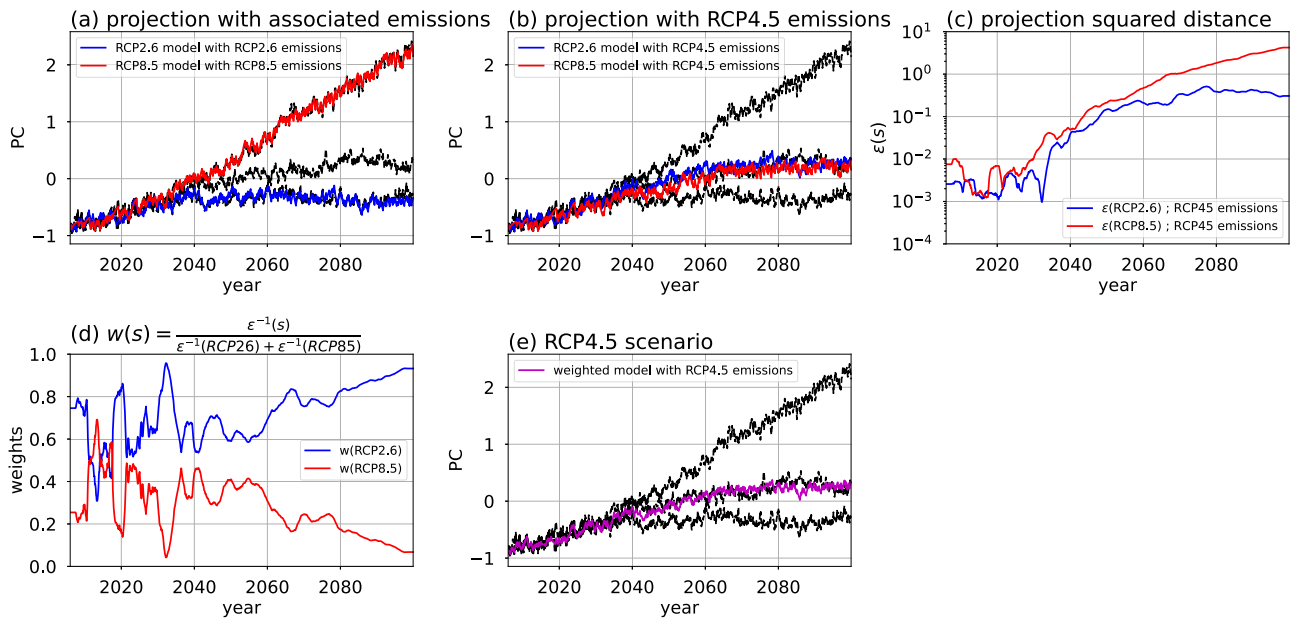 (a) projection with associated emissions
RCP2.6 model with RCP2.6 emissions
RCP8.5 model with RCP8.5 emissions
PC
2
1
0
−1
2020 2040 2060 2080
year
(b) projection with RCP4.5 emissions
RCP2.6 model with RCP4.5 emissions
RCP8.5 model with RCP4.5 emissions
PC
2
1
0
−1
2020 2040 2060 2080
year
(c) projection squared distance
ε(s)
10¹
10⁰
10⁻¹
10⁻²
10⁻³
10⁻⁴
ε(RCP2.6) ; RCP45 emissions
ε(RCP8.5) ; RCP45 emissions
2020 2040 2060 2080
year
(d) w(s) = ε⁻¹(s) / ε⁻¹(RCP26) + ε⁻¹(RCP85)
weights
1.0
0.8
0.6
0.4
0.2
0.0
w(RCP2.6)
w(RCP8.5)
2020 2040 2060 2080
year
(e) RCP4.5 scenario
weighted model with RCP4.5 emissions
PC
2
1
0
−1
2020 2040 2060 2080
year